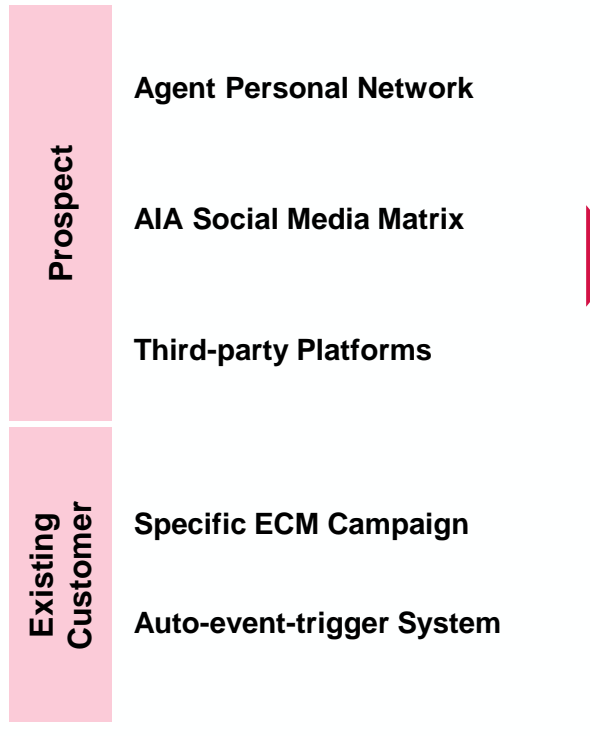 Prospect
Agent Personal Network
AIA Social Media Matrix
Third-party Platforms
Existing
Customer
Specific ECM Campaign
Auto-event-trigger System